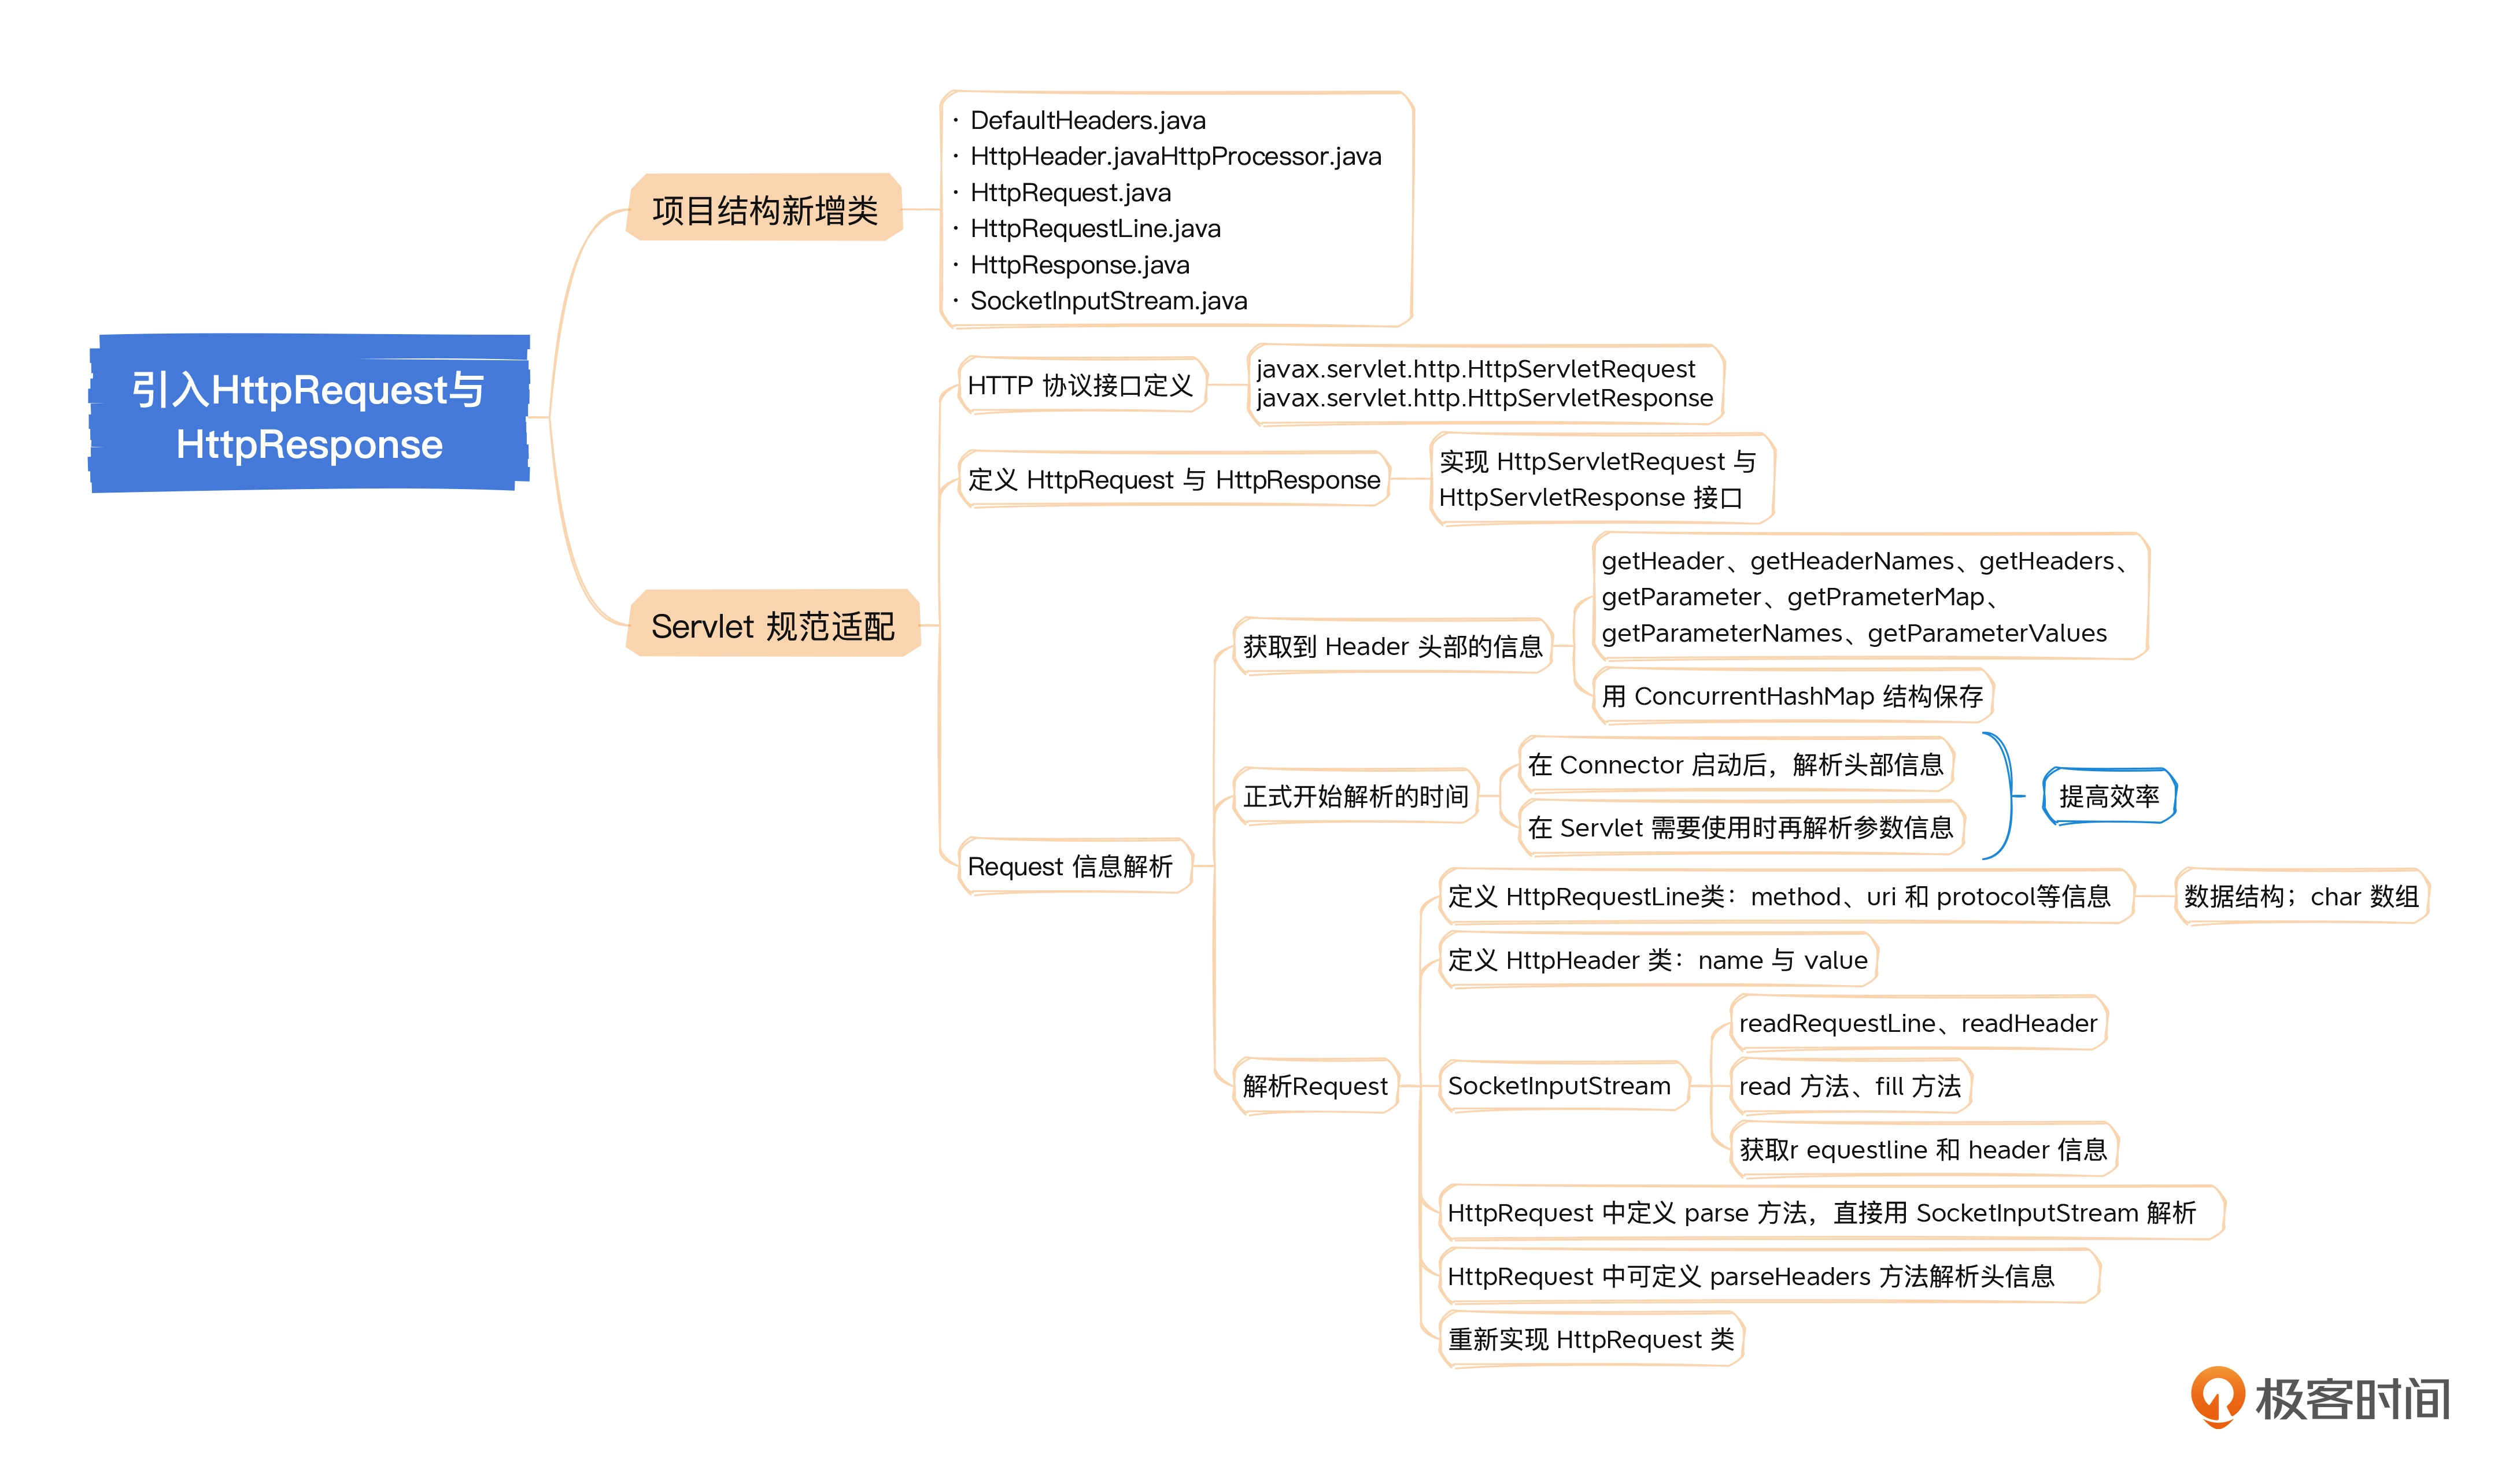 引入HttpRequest与
HttpResponse
项目结构新增类
· DefaultHeaders.java
· HttpHeader.javaHttpProcessor.java
· HttpRequest.java
· HttpRequestLine.java
· HttpResponse.java
· SocketInputStream.java
Servlet 规范适配
HTTP 协议接口定义
javax.servlet.http.HttpServletRequest
javax.servlet.http.HttpServletResponse
定义 HttpRequest 与 HttpResponse
实现 HttpServletRequest 与
HttpServletResponse 接口
Request 信息解析
获取到 Header 头部的信息
getHeader、getHeaderNames、getHeaders、
getParameter、getPrameterMap、
getParameterNames、getParameterValues
用 ConcurrentHashMap 结构保存
正式开始解析的时间
在 Connector 启动后，解析头部信息
在 Servlet 需要使用时再解析参数信息
提高效率
解析Request
定义 HttpRequestLine类：method、uri 和 protocol等信息
数据结构；char 数组
定义 HttpHeader 类：name 与 value
SocketInputStream
readRequestLine、readHeader
read 方法、fill 方法
获取r equestline 和 header 信息
HttpRequest 中定义 parse 方法，直接用 SocketInputStream 解析
HttpRequest 中可定义 parseHeaders 方法解析头信息
重新实现 HttpRequest 类
极客时间